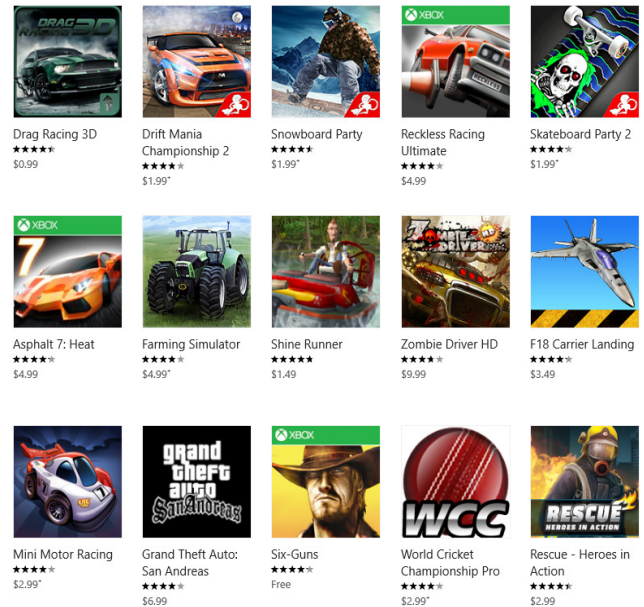 DRAG
RACING 3D
XBOX
RECKLESS
Drag Racing 3D
Drift Mania
Championship 2
Snowboard Party
Reckless Racing
Ultimate
Skateboard Party 2
$0.99
$1.99*
$1.99*
$4.99
$1.99*
XBOX
7
ZOMBIE
DRIVER
Asphalt 7: Heat
Farming Simulator
Shine Runner
Zombie Driver HD
F18 Carrier Landing
$4.99
$4.99*
$1.49
$9.99
$3.49
grand
theft
auto
San Andreas
XBOX
WCC
RESCUE
HEROES IN ACTION
Mini Motor Racing
Grand Theft Auto:
San Andreas
Six-Guns
World Cricket
Championship Pro
Rescue - Heroes in
Action
$2.99*
$6.99
Free
$2.99*
$2.99